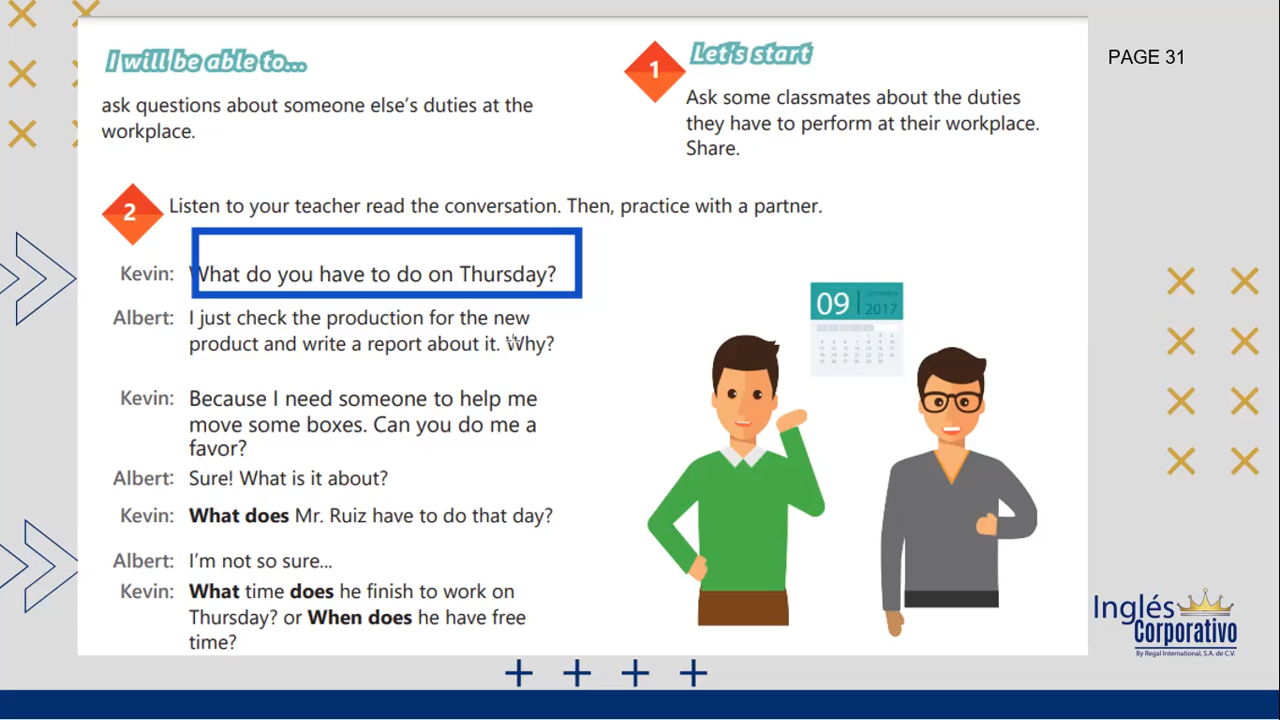 I will be able to...
ask questions about someone else's duties at the
workplace.
1
Let's start
Ask some classmates about the duties
they have to perform at their workplace.
Share.
PAGE 31
2
Listen to your teacher read the conversation. Then, practice with a partner.
Kevin: What do you have to do on Thursday?
Albert: I just check the production for the new
product and write a report about it. Why?
Kevin: Because I need someone to help me
move some boxes. Can you do me a
favor?
Albert: Sure! What is it about?
Kevin: What does Mr. Ruiz have to do that day?
Albert: I'm not so sure...
Kevin: What time does he finish to work on
Thursday? or When does he have free
time?
09
2017
Inglés
Corporativo
By Regal International, S.A. de C.V.